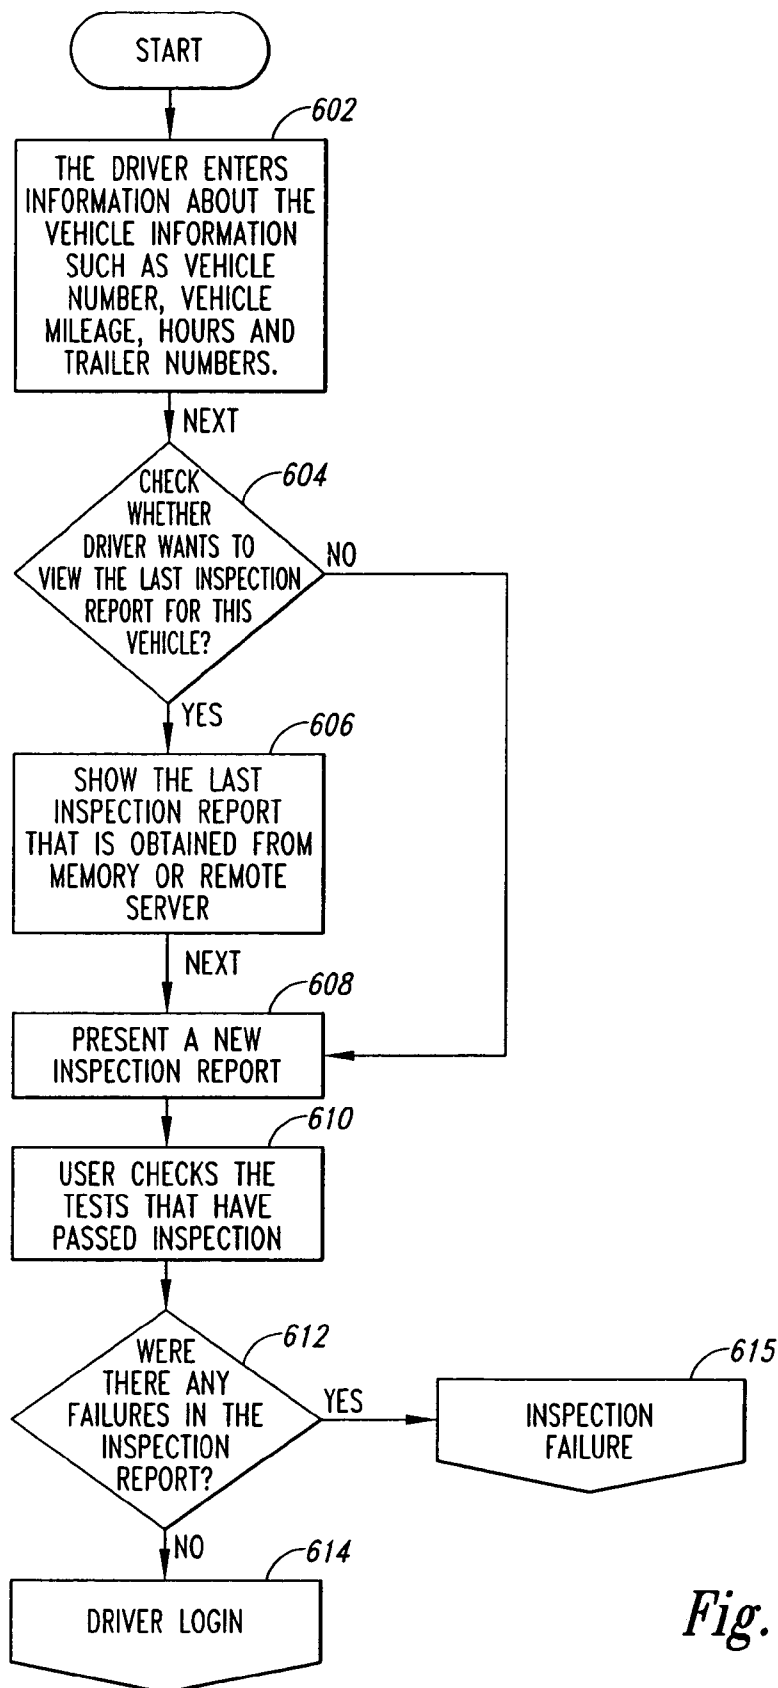 START
602
THE DRIVER ENTERS
INFORMATION ABOUT THE
VEHICLE INFORMATION
SUCH AS VEHICLE
NUMBER, VEHICLE
MILEAGE, HOURS AND
TRAILER NUMBERS.
NEXT
604
CHECK
WHETHER
DRIVER WANTS TO
VIEW THE LAST INSPECTION
REPORT FOR THIS
VEHICLE?
NO
YES
606
SHOW THE LAST
INSPECTION REPORT
THAT IS OBTAINED FROM
MEMORY OR REMOTE
SERVER
NEXT
608
PRESENT A NEW
INSPECTION REPORT
610
USER CHECKS THE
TESTS THAT HAVE
PASSED INSPECTION
612
WERE
THERE ANY
FAILURES IN THE
INSPECTION
REPORT?
YES
615
INSPECTION
FAILURE
NO
614
DRIVER LOGIN
Fig.